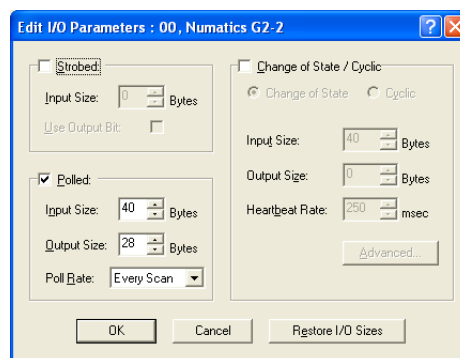 Edit I/O Parameters : 00, Numatics G2-2
Strobed:
Input Size: 0 Bytes
Use Output Bit:
Polled:
Input Size: 40 Bytes
Output Size: 28 Bytes
Poll Rate: Every Scan
Change of State / Cyclic
Change of State Cyclic
Input Size: 40 Bytes
Output Size: 0 Bytes
Heartbeat Rate: 250 msec
Advanced...
OK Cancel Restore I/O Sizes